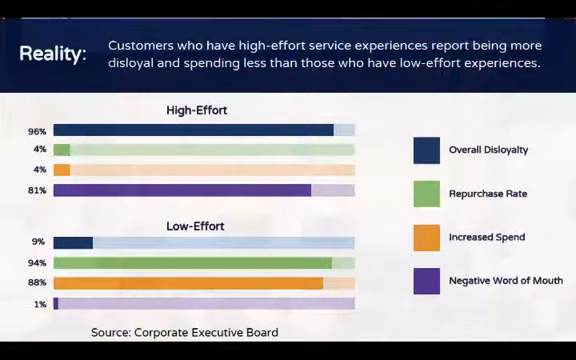 Reality:
Customers who have high-effort service experiences report being more
disloyal and spending less than those who have low-effort experiences.
High-Effort
96%
4%
4%
81%
Low-Effort
9%
94%
88%
1%
Overall Disloyalty
Repurchase Rate
Increased Spend
Negative Word of Mouth
Source: Corporate Executive Board